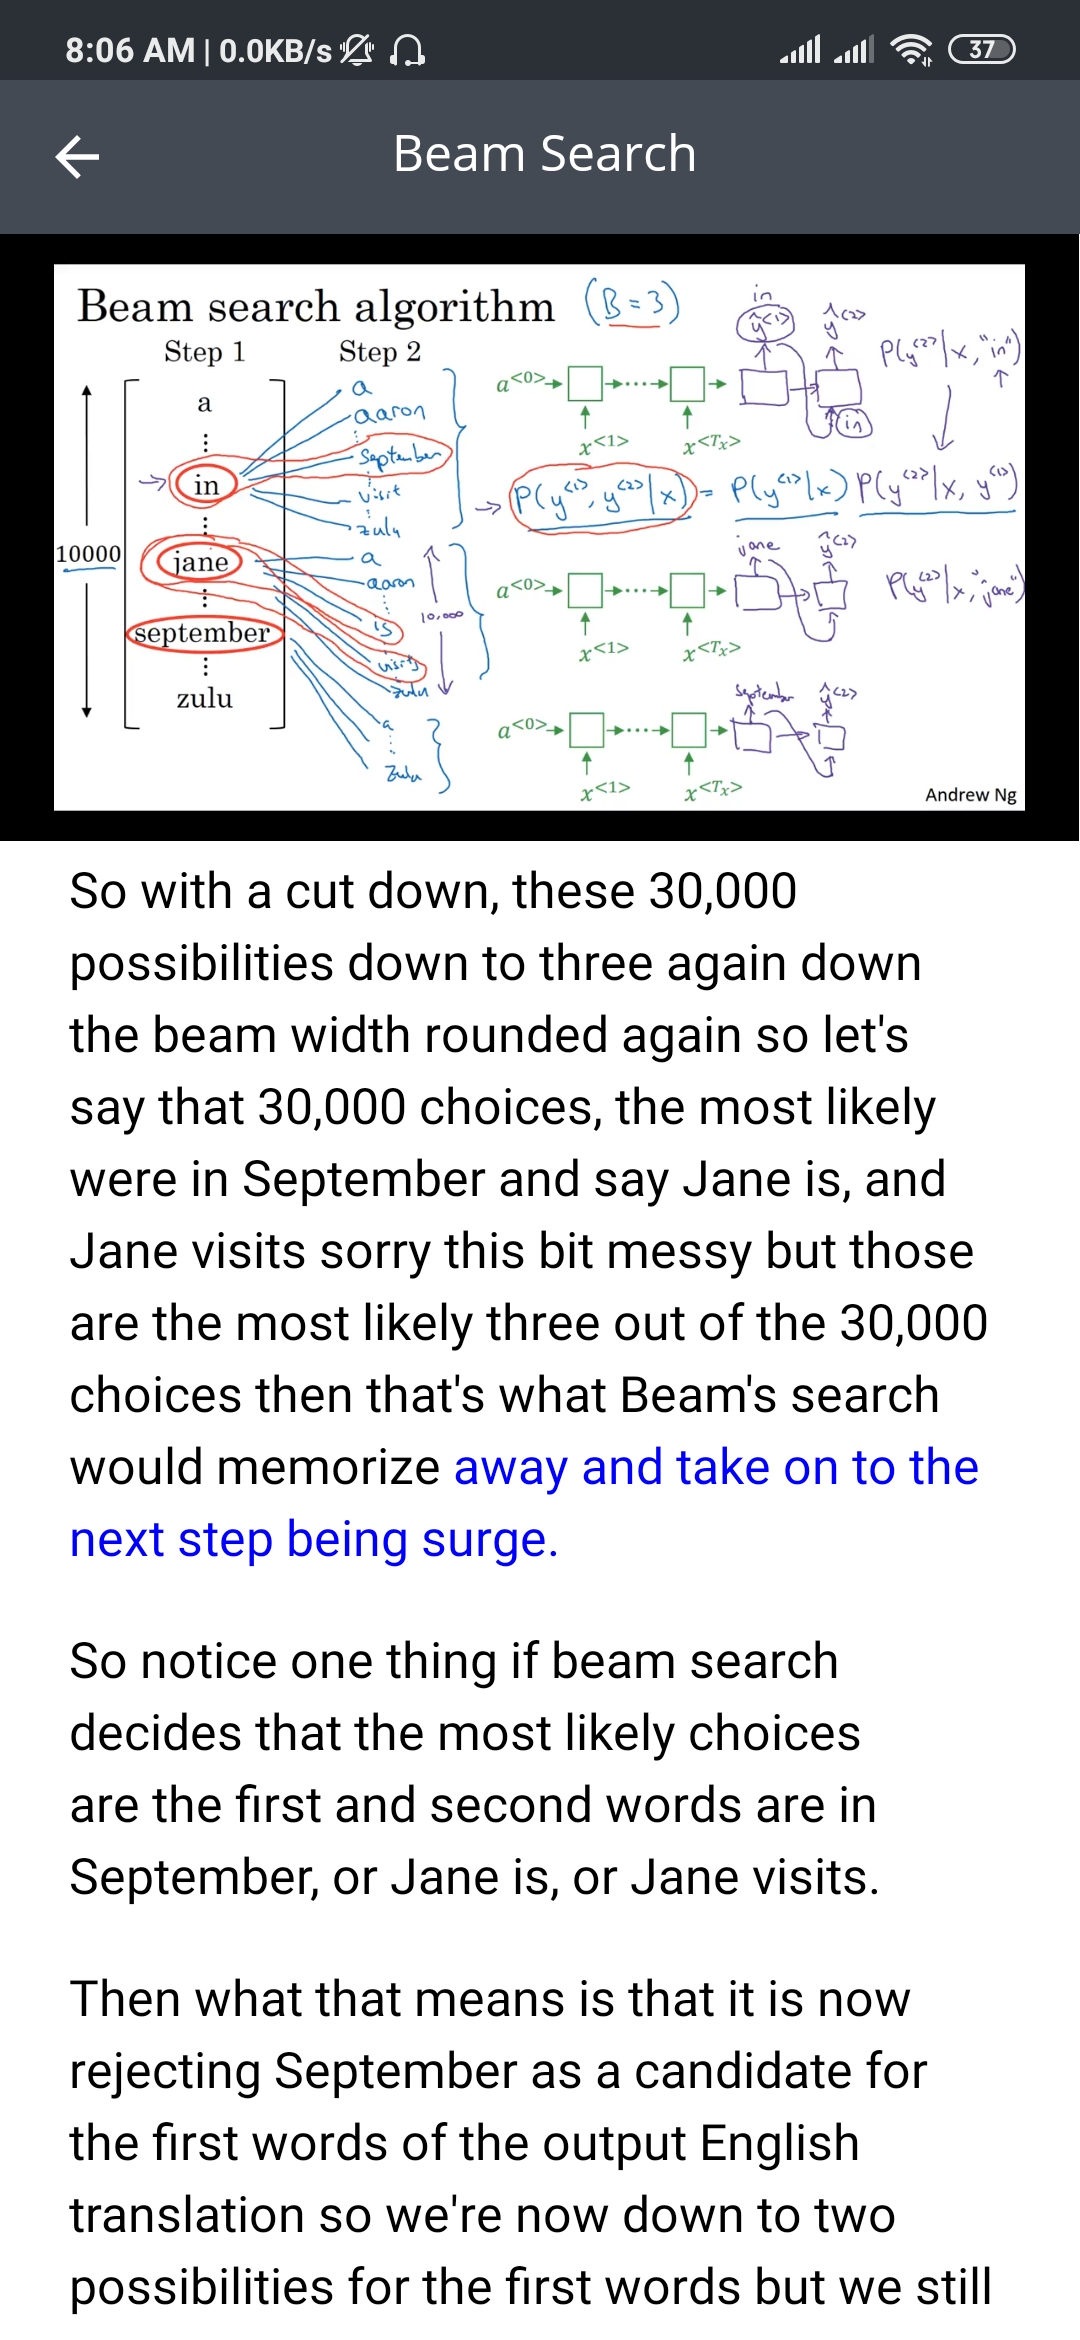 8:06 AM | 0.0KB/s
37
Beam Search
Beam search algorithm (B=3)
Step 1
Step 2
a
in
jane
september
zulu
10000
a
aaron
September
visit
zulu
a
aaron
is
visits
zulu
10,000
a
zulu
a<0>
x<1>
x<Tx>
in
ŷ<1>
ŷ<2>
in
P(y<2>|x, "in")
P(y<1>, y<2>|x) = P(y<1>|x) P(y<2>|x, y<1>)
a<0>
x<1>
x<Tx>
jane
ŷ<2>
P(y<2>|x, "jane")
a<0>
x<1>
x<Tx>
September
ŷ<2>
Andrew Ng
So with a cut down, these 30,000
possibilities down to three again down
the beam width rounded again so let's
say that 30,000 choices, the most likely
were in September and say Jane is, and
Jane visits sorry this bit messy but those
are the most likely three out of the 30,000
choices then that's what Beam's search
would memorize away and take on to the
next step being surge.
So notice one thing if beam search
decides that the most likely choices
are the first and second words are in
September, or Jane is, or Jane visits.
Then what that means is that it is now
rejecting September as a candidate for
the first words of the output English
translation so we're now down to two
possibilities for the first words but we still